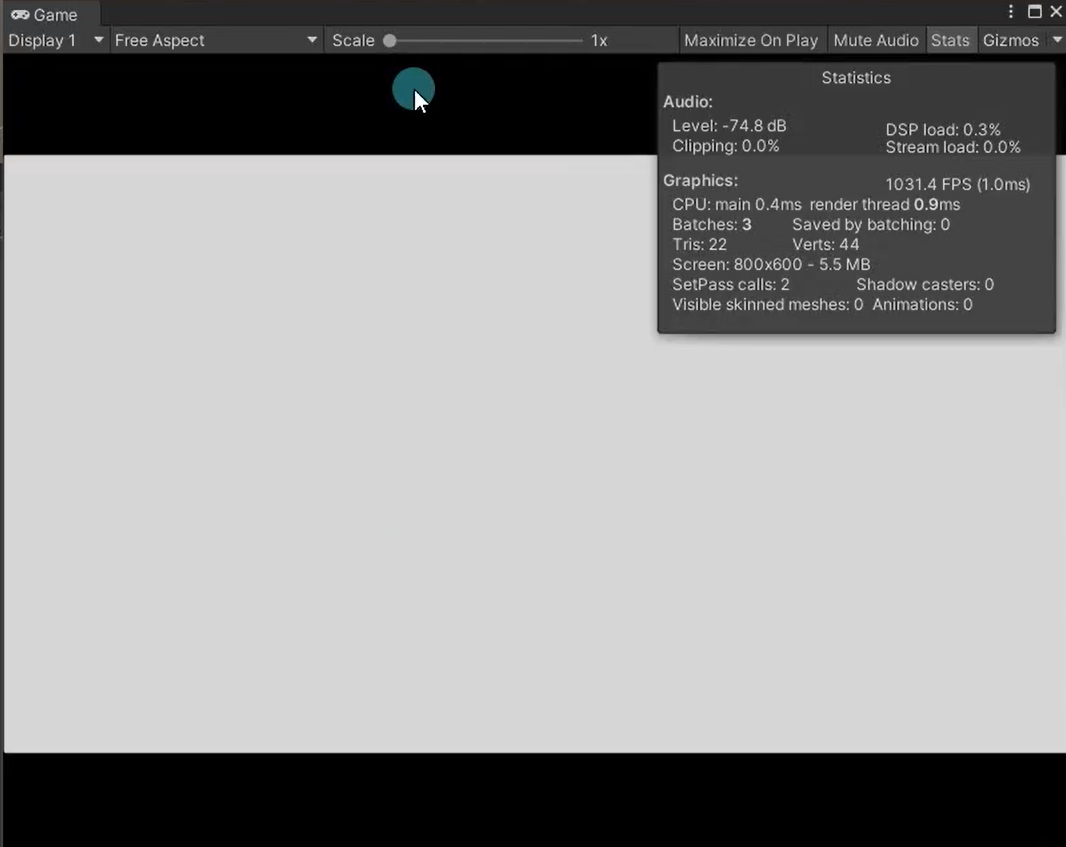 Game
Display 1 Free Aspect Scale 1x Maximize On Play Mute Audio Stats Gizmos
Statistics
Audio:
Level: -74.8 dB DSP load: 0.3%
Clipping: 0.0% Stream load: 0.0%
Graphics: 1031.4 FPS (1.0ms)
CPU: main 0.4ms render thread 0.9ms
Batches: 3 Saved by batching: 0
Tris: 22 Verts: 44
Screen: 800x600 - 5.5 MB
SetPass calls: 2 Shadow casters: 0
Visible skinned meshes: 0 Animations: 0